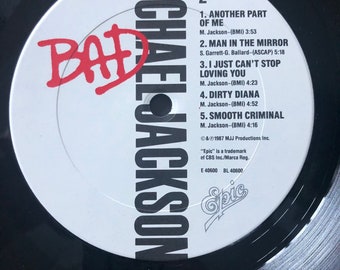 BAD
CHAELJACKSON
2
1. ANOTHER PART
OF ME
M. Jackson-(BMI) 3:53
2. MAN IN THE MIRROR
S. Garrett-G. Ballard-(ASCAP) 5:18
3. I JUST CAN'T STOP
LOVING YOU
M. Jackson-(BMI) 4:23
4. DIRTY DIANA
M. Jackson-(BMI) 4:52
5. SMOOTH CRIMINAL
M. Jackson-(BMI) 4:16
©&℗1987 MJJ Productions Inc.
"Epic" is a trademark
of CBS Inc./Marca Reg.
E 40600 BL 40600
Epic